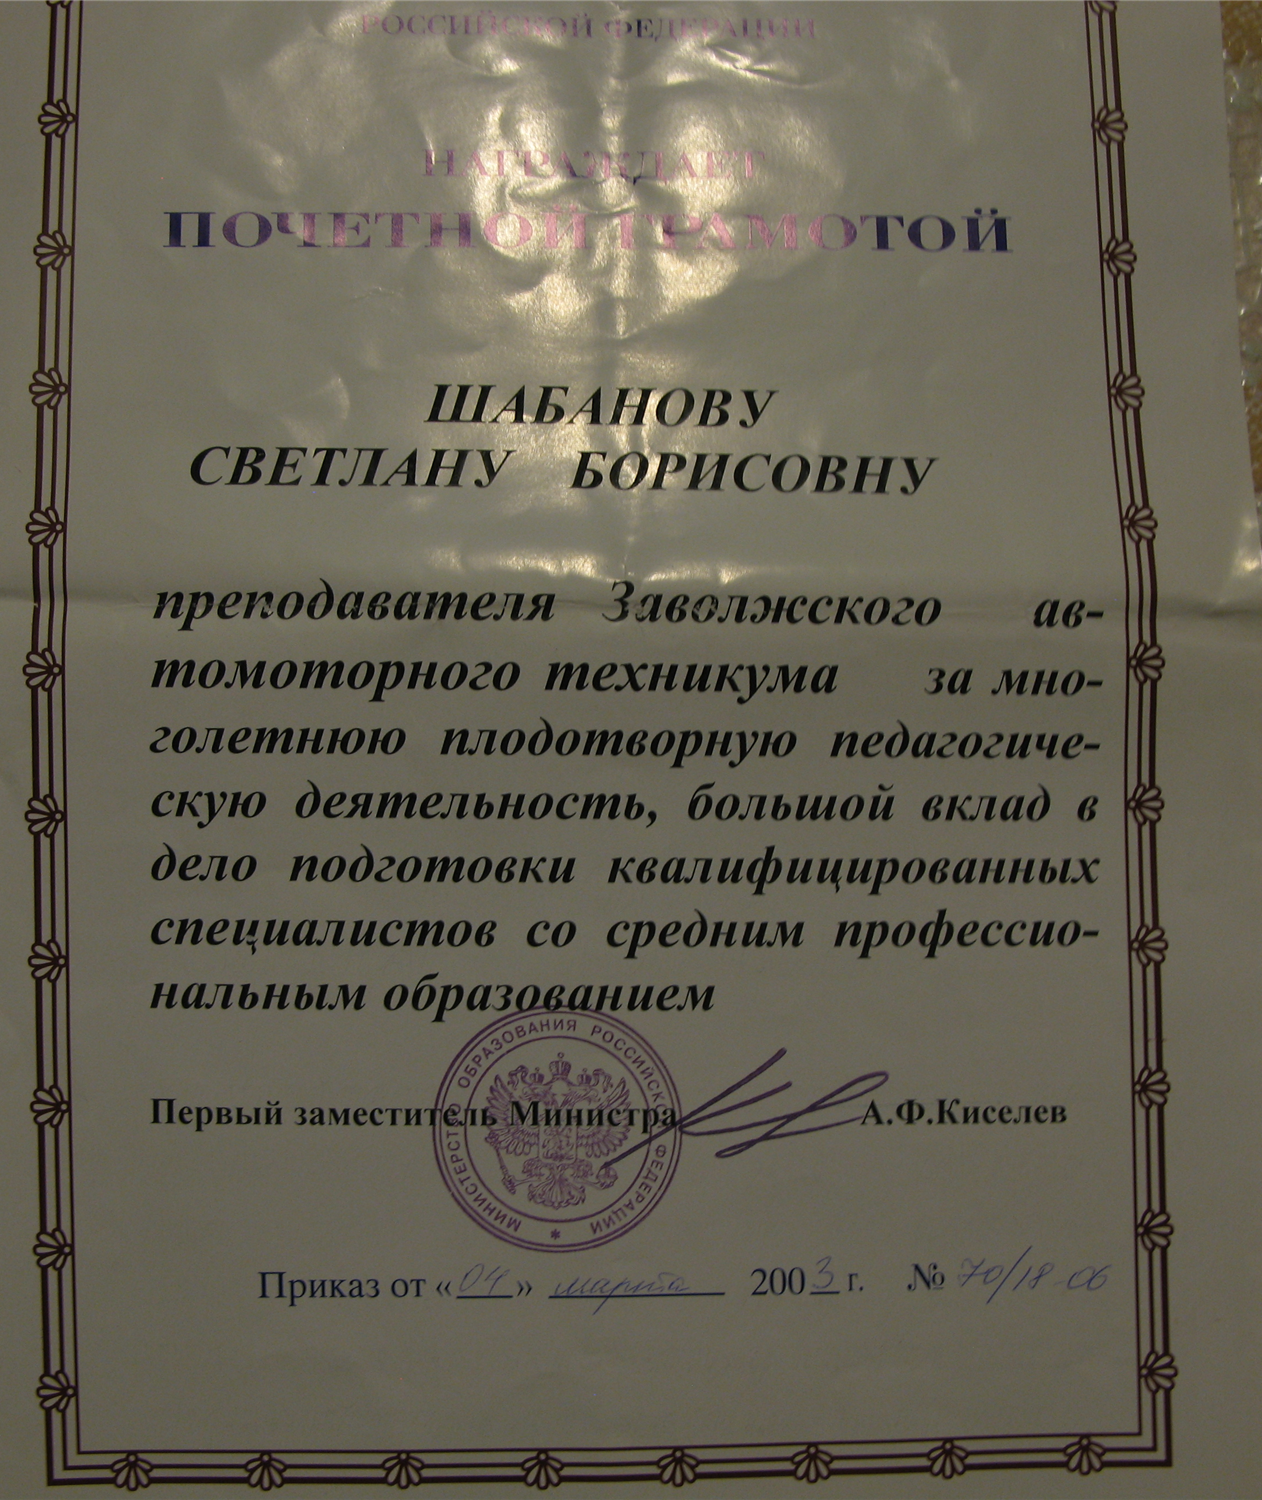 РОССИЙСКОЙ ФЕДЕРАЦИИ
НАГРАЖДАЕТ
ПОЧЕТНОЙ ГРАМОТОЙ
ШАБАНОВУ
СВЕТЛАНУ БОРИСОВНУ
преподавателя Заволжского ав-
томоторного техникума за мно-
голетнюю плодотворную педагогиче-
скую деятельность, большой вклад в
дело подготовки квалифицированных
специалистов со средним профессио-
нальным образованием
Первый заместитель Министра А.Ф.Киселев
МИНИСТЕРСТВО ОБРАЗОВАНИЯ РОССИЙСКОЙ ФЕДЕРАЦИИ *
Приказ от «04» марта 2003 г. № 70/18-06